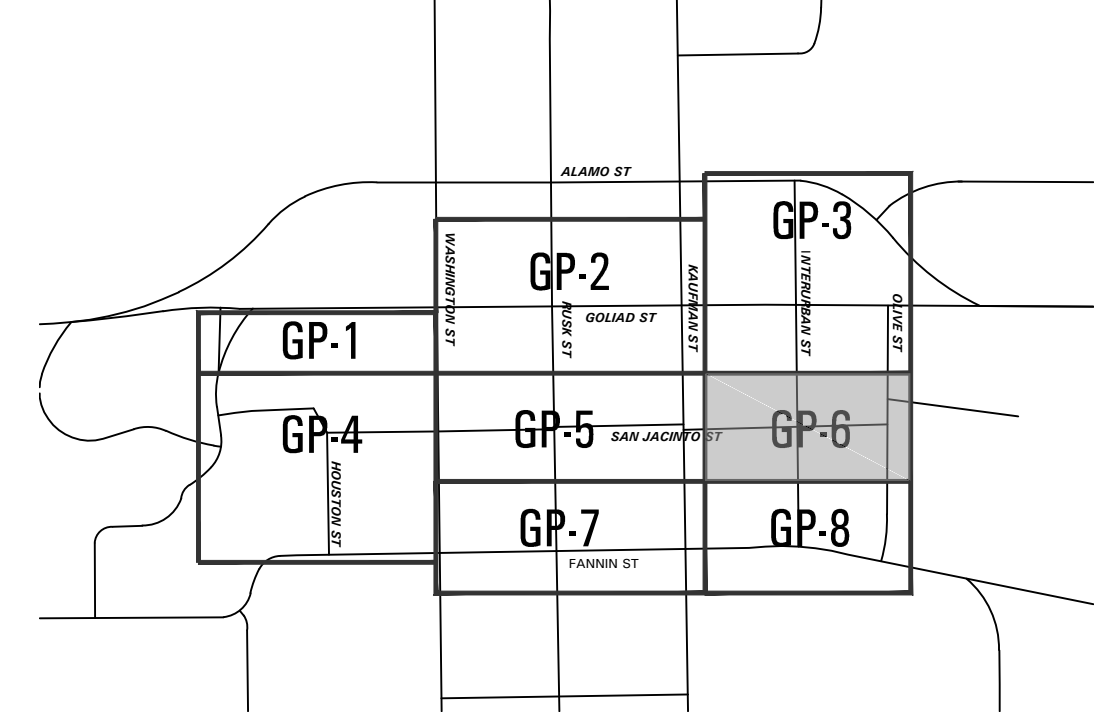 ALAMO ST
GP-3
WASHINGTON ST
GP-2
KAUFMAN ST
INTERURBAN ST
OLIVE ST
RUSK ST
GOLIAD ST
GP-1
GP-4
GP-5
SAN JACINTO ST
GP-6
HOUSTON ST
GP-7
GP-8
FANNIN ST